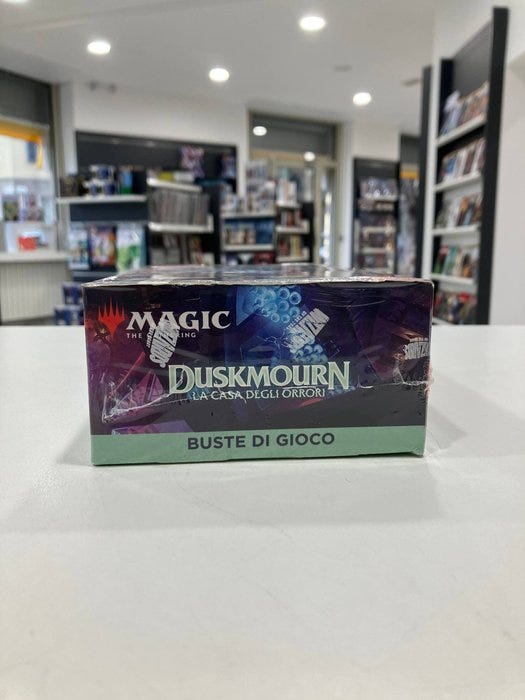 MAGIC
THE GATHERING
DUSKMOURN
LA CASA DEGLI ORRORI
BUSTE DI GIOCO